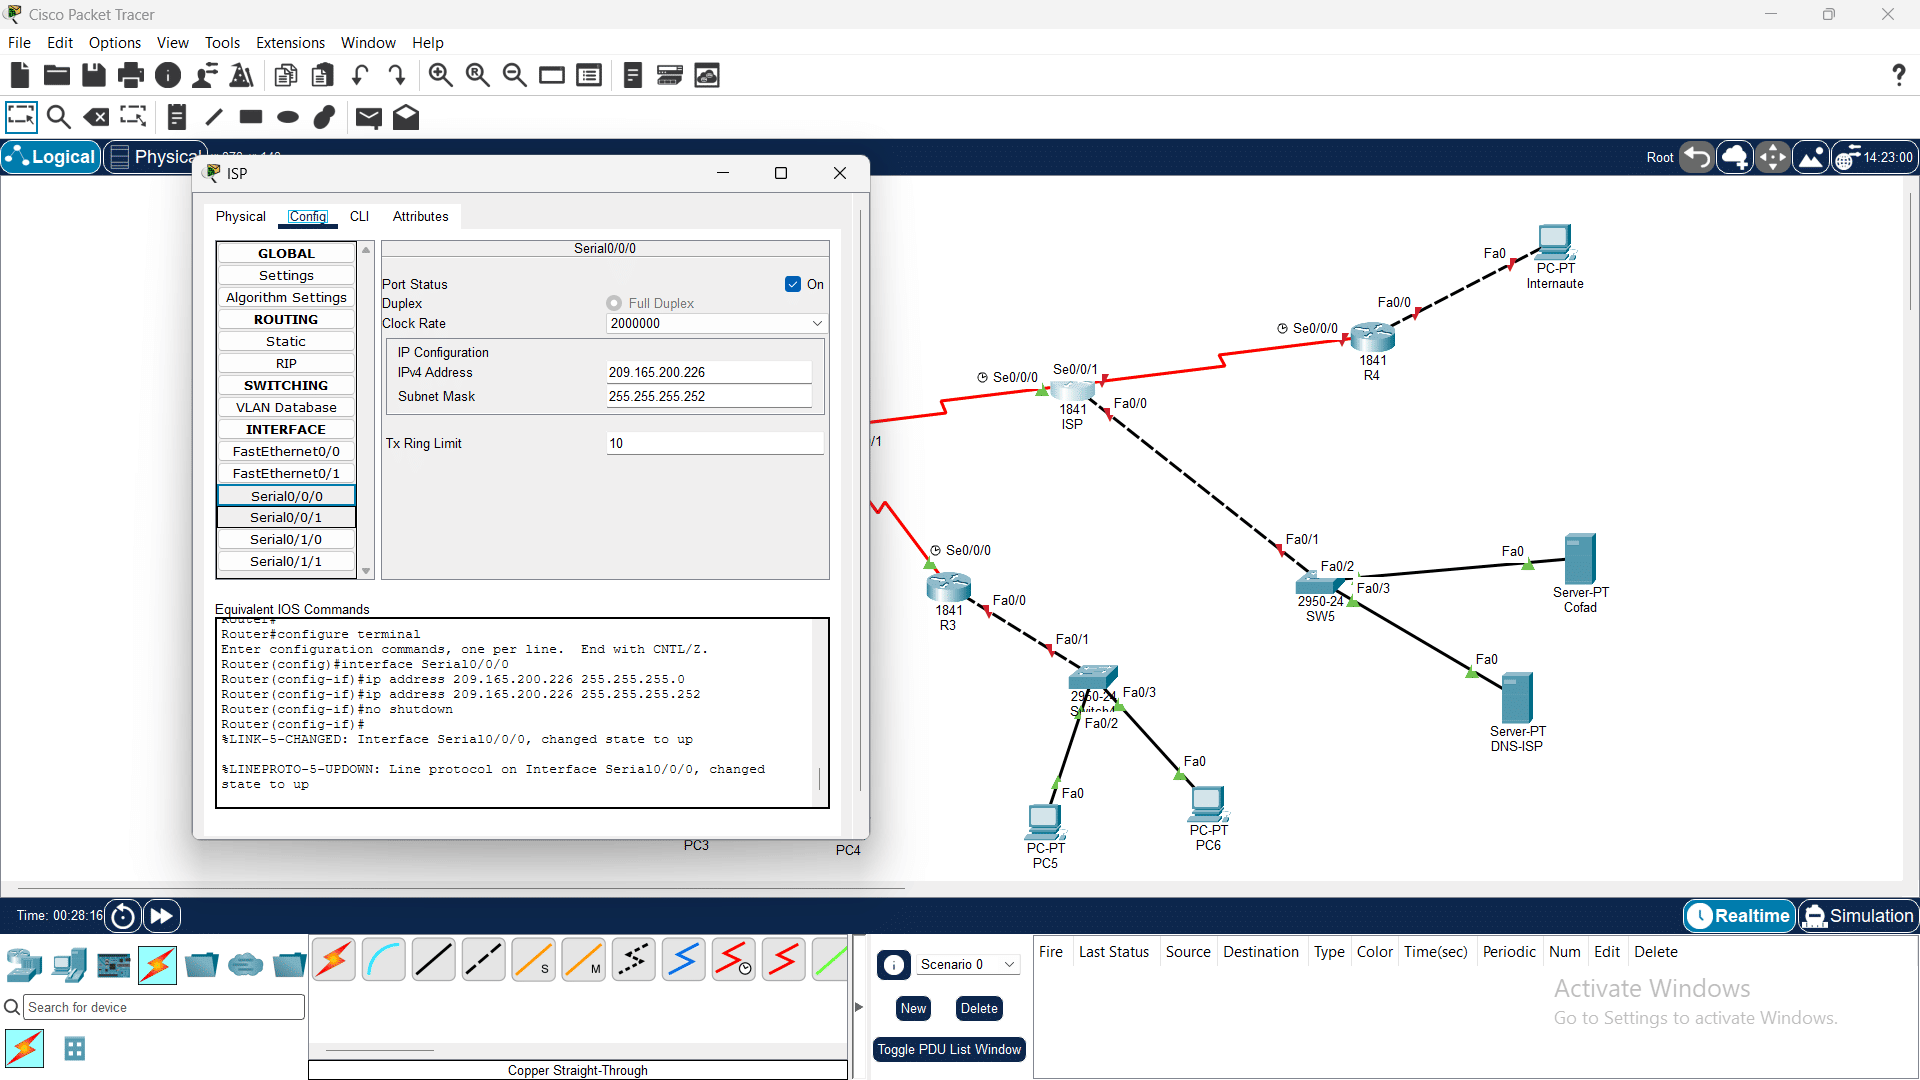 Cisco Packet Tracer
File Edit Options View Tools Extensions Window Help
Logical
Physical
Root
14:23:00
ISP
Physical Config CLI Attributes
GLOBAL
Settings
Algorithm Settings
ROUTING
Static
RIP
SWITCHING
VLAN Database
INTERFACE
FastEthernet0/0
FastEthernet0/1
Serial0/0/0
Serial0/0/1
Serial0/1/0
Serial0/1/1
Serial0/0/0
Port Status On
Duplex Full Duplex
Clock Rate 2000000
IP Configuration
IPv4 Address 209.165.200.226
Subnet Mask 255.255.255.252
Tx Ring Limit 10
Equivalent IOS Commands
Router#
Router#configure terminal
Enter configuration commands, one per line. End with CNTL/Z.
Router(config)#interface Serial0/0/0
Router(config-if)#ip address 209.165.200.226 255.255.255.0
Router(config-if)#ip address 209.165.200.226 255.255.255.252
Router(config-if)#no shutdown
Router(config-if)#
%LINK-5-CHANGED: Interface Serial0/0/0, changed state to up
%LINEPROTO-5-UPDOWN: Line protocol on Interface Serial0/0/0, changed
state to up
Fa0
PC-PT
Internaute
Fa0/0
Se0/0/0
1841
R4
Se0/0/1
Se0/0/0
Fa0/0
1841
ISP
/1
Fa0/1
Fa0/2
Fa0/3
2950-24
SW5
Fa0
Server-PT
Cofad
Fa0
Server-PT
DNS-ISP
Se0/0/0
Fa0/0
1841
R3
Fa0/1
2950-24
Switch4
Fa0/3
Fa0/2
Fa0
PC-PT
PC6
Fa0
PC-PT
PC5
PC3
PC4
Time: 00:28:16
Realtime
Simulation
S
M
Search for device
Copper Straight-Through
Scenario 0
New Delete
Toggle PDU List Window
Fire Last Status Source Destination Type Color Time(sec) Periodic Num Edit Delete
Activate Windows
Go to Settings to activate Windows.